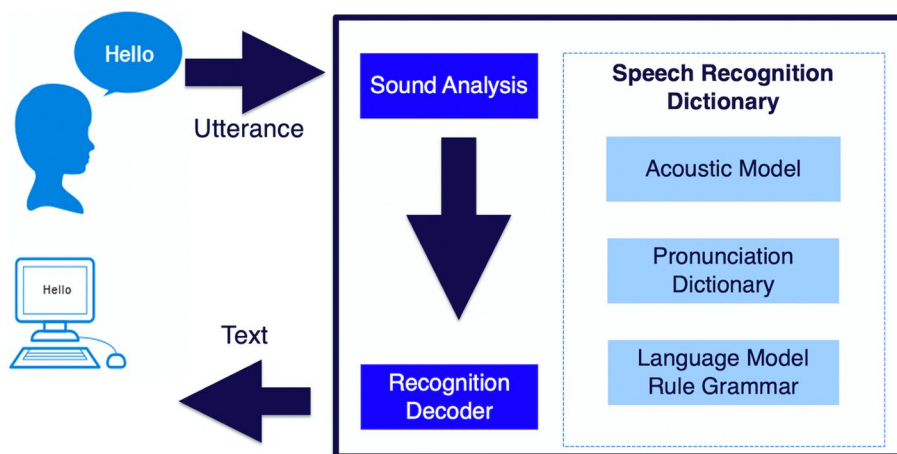 Hello
Utterance
Sound Analysis
Speech Recognition
Dictionary
Acoustic Model
Pronunciation
Dictionary
Language Model
Rule Grammar
Recognition
Decoder
Text
Hello